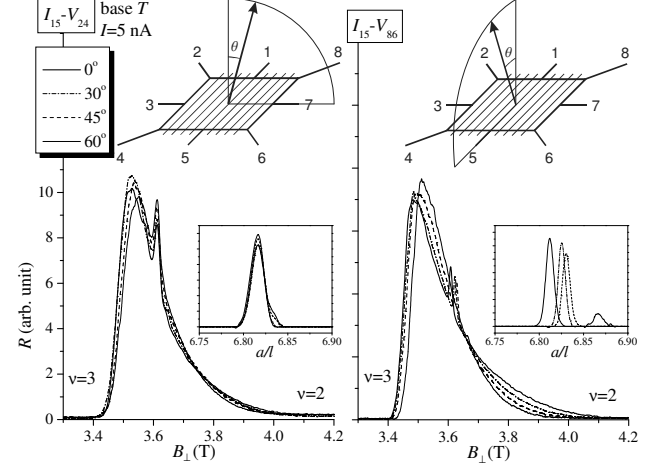 I₁₅-V₂₄
base T
I=5 nA
0°
30°
45°
60°
θ
2
1
8
3
7
4
5
6
I₁₅-V₈₆
θ
2
1
8
3
7
4
5
6
R (arb. unit)
10
8
6
4
2
0
ν=3
ν=2
6.75 6.80 6.85 6.90
a/l
3.4 3.6 3.8 4.0 4.2
B⊥(T)
ν=3
ν=2
6.75 6.80 6.85 6.90
a/l
3.4 3.6 3.8 4.0 4.2
B⊥(T)